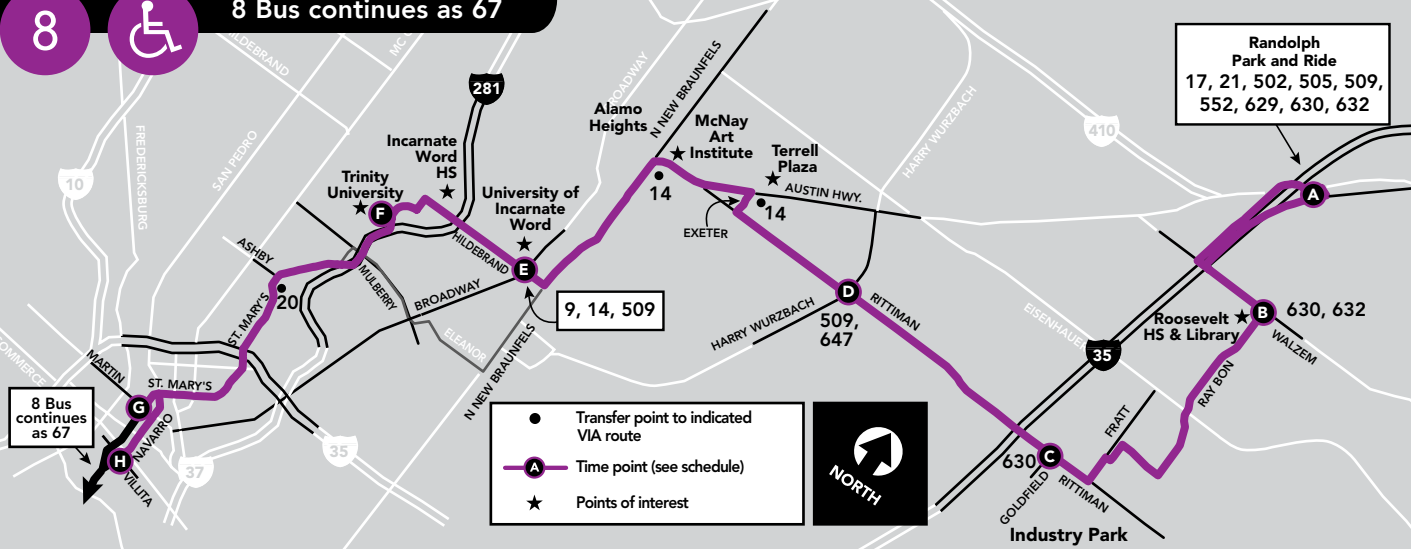 8
8 Bus continues as 67
HILDEBRAND
MC C
281
BROADWAY
N NEW BRAUNFELS
HARRY WURZBACH
410
Randolph
Park and Ride
17, 21, 502, 505, 509,
552, 629, 630, 632
10
FREDERICKSBURG
SAN PEDRO
Incarnate
Word
HS
Trinity
University
F
University of
Incarnate
Word
Alamo
Heights
McNay
Art
Institute
Terrell
Plaza
14
14
AUSTIN HWY.
EXETER
A
ASHBY
20
MULBERRY
HILDEBRAND
E
BROADWAY
9, 14, 509
ELEANOR
N NEW BRAUNFELS
HARRY WURZBACH
D
509,
647
RITTIMAN
EISENHAUER
35
Roosevelt
HS & Library
B
630, 632
WALZEM
RAY BON
FRATT
ST. MARY'S
COMMERCE
MARTIN
ST. MARY'S
8 Bus
continues
as 67
G
NAVARRO
H
VILLITA
37
35
Transfer point to indicated
VIA route
A
Time point (see schedule)
Points of interest
NORTH
630
C
GOLDFIELD
RITTIMAN
Industry Park